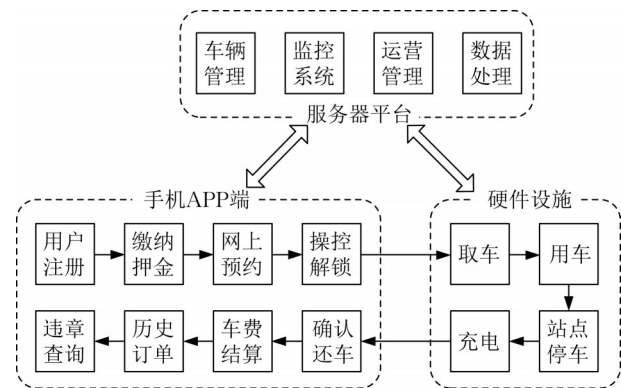 车辆
管理
监控
系统
运营
管理
数据
处理
服务器平台
手机APP端
用户
注册
缴纳
押金
网上
预约
操控
解锁
违章
查询
历史
订单
车费
结算
确认
还车
硬件设施
取车
用车
充电
站点
停车